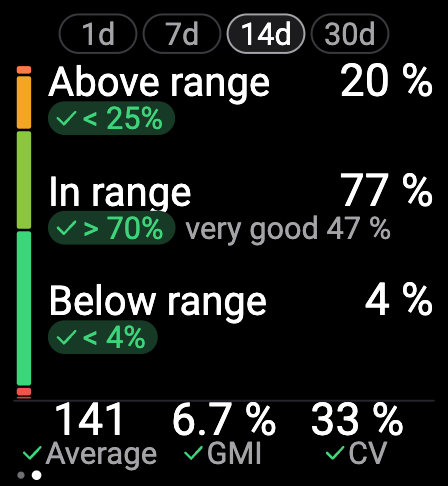 1d 7d 14d 30d
Above range 20 %
< 25%
In range 77 %
> 70% very good 47 %
Below range 4 %
< 4%
141 6.7 % 33 %
Average GMI CV